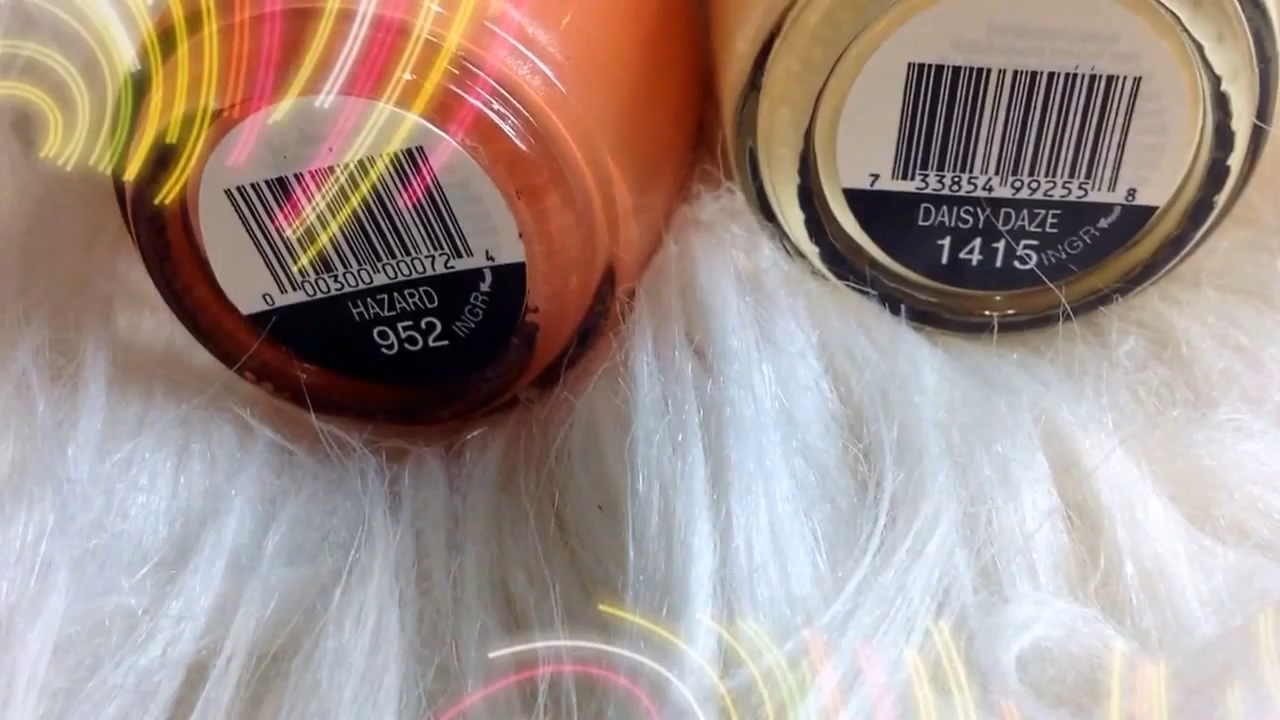 0 00300 00072 4
HAZARD
952 INGR
7 33854 99255 8
DAISY DAZE
1415 INGR